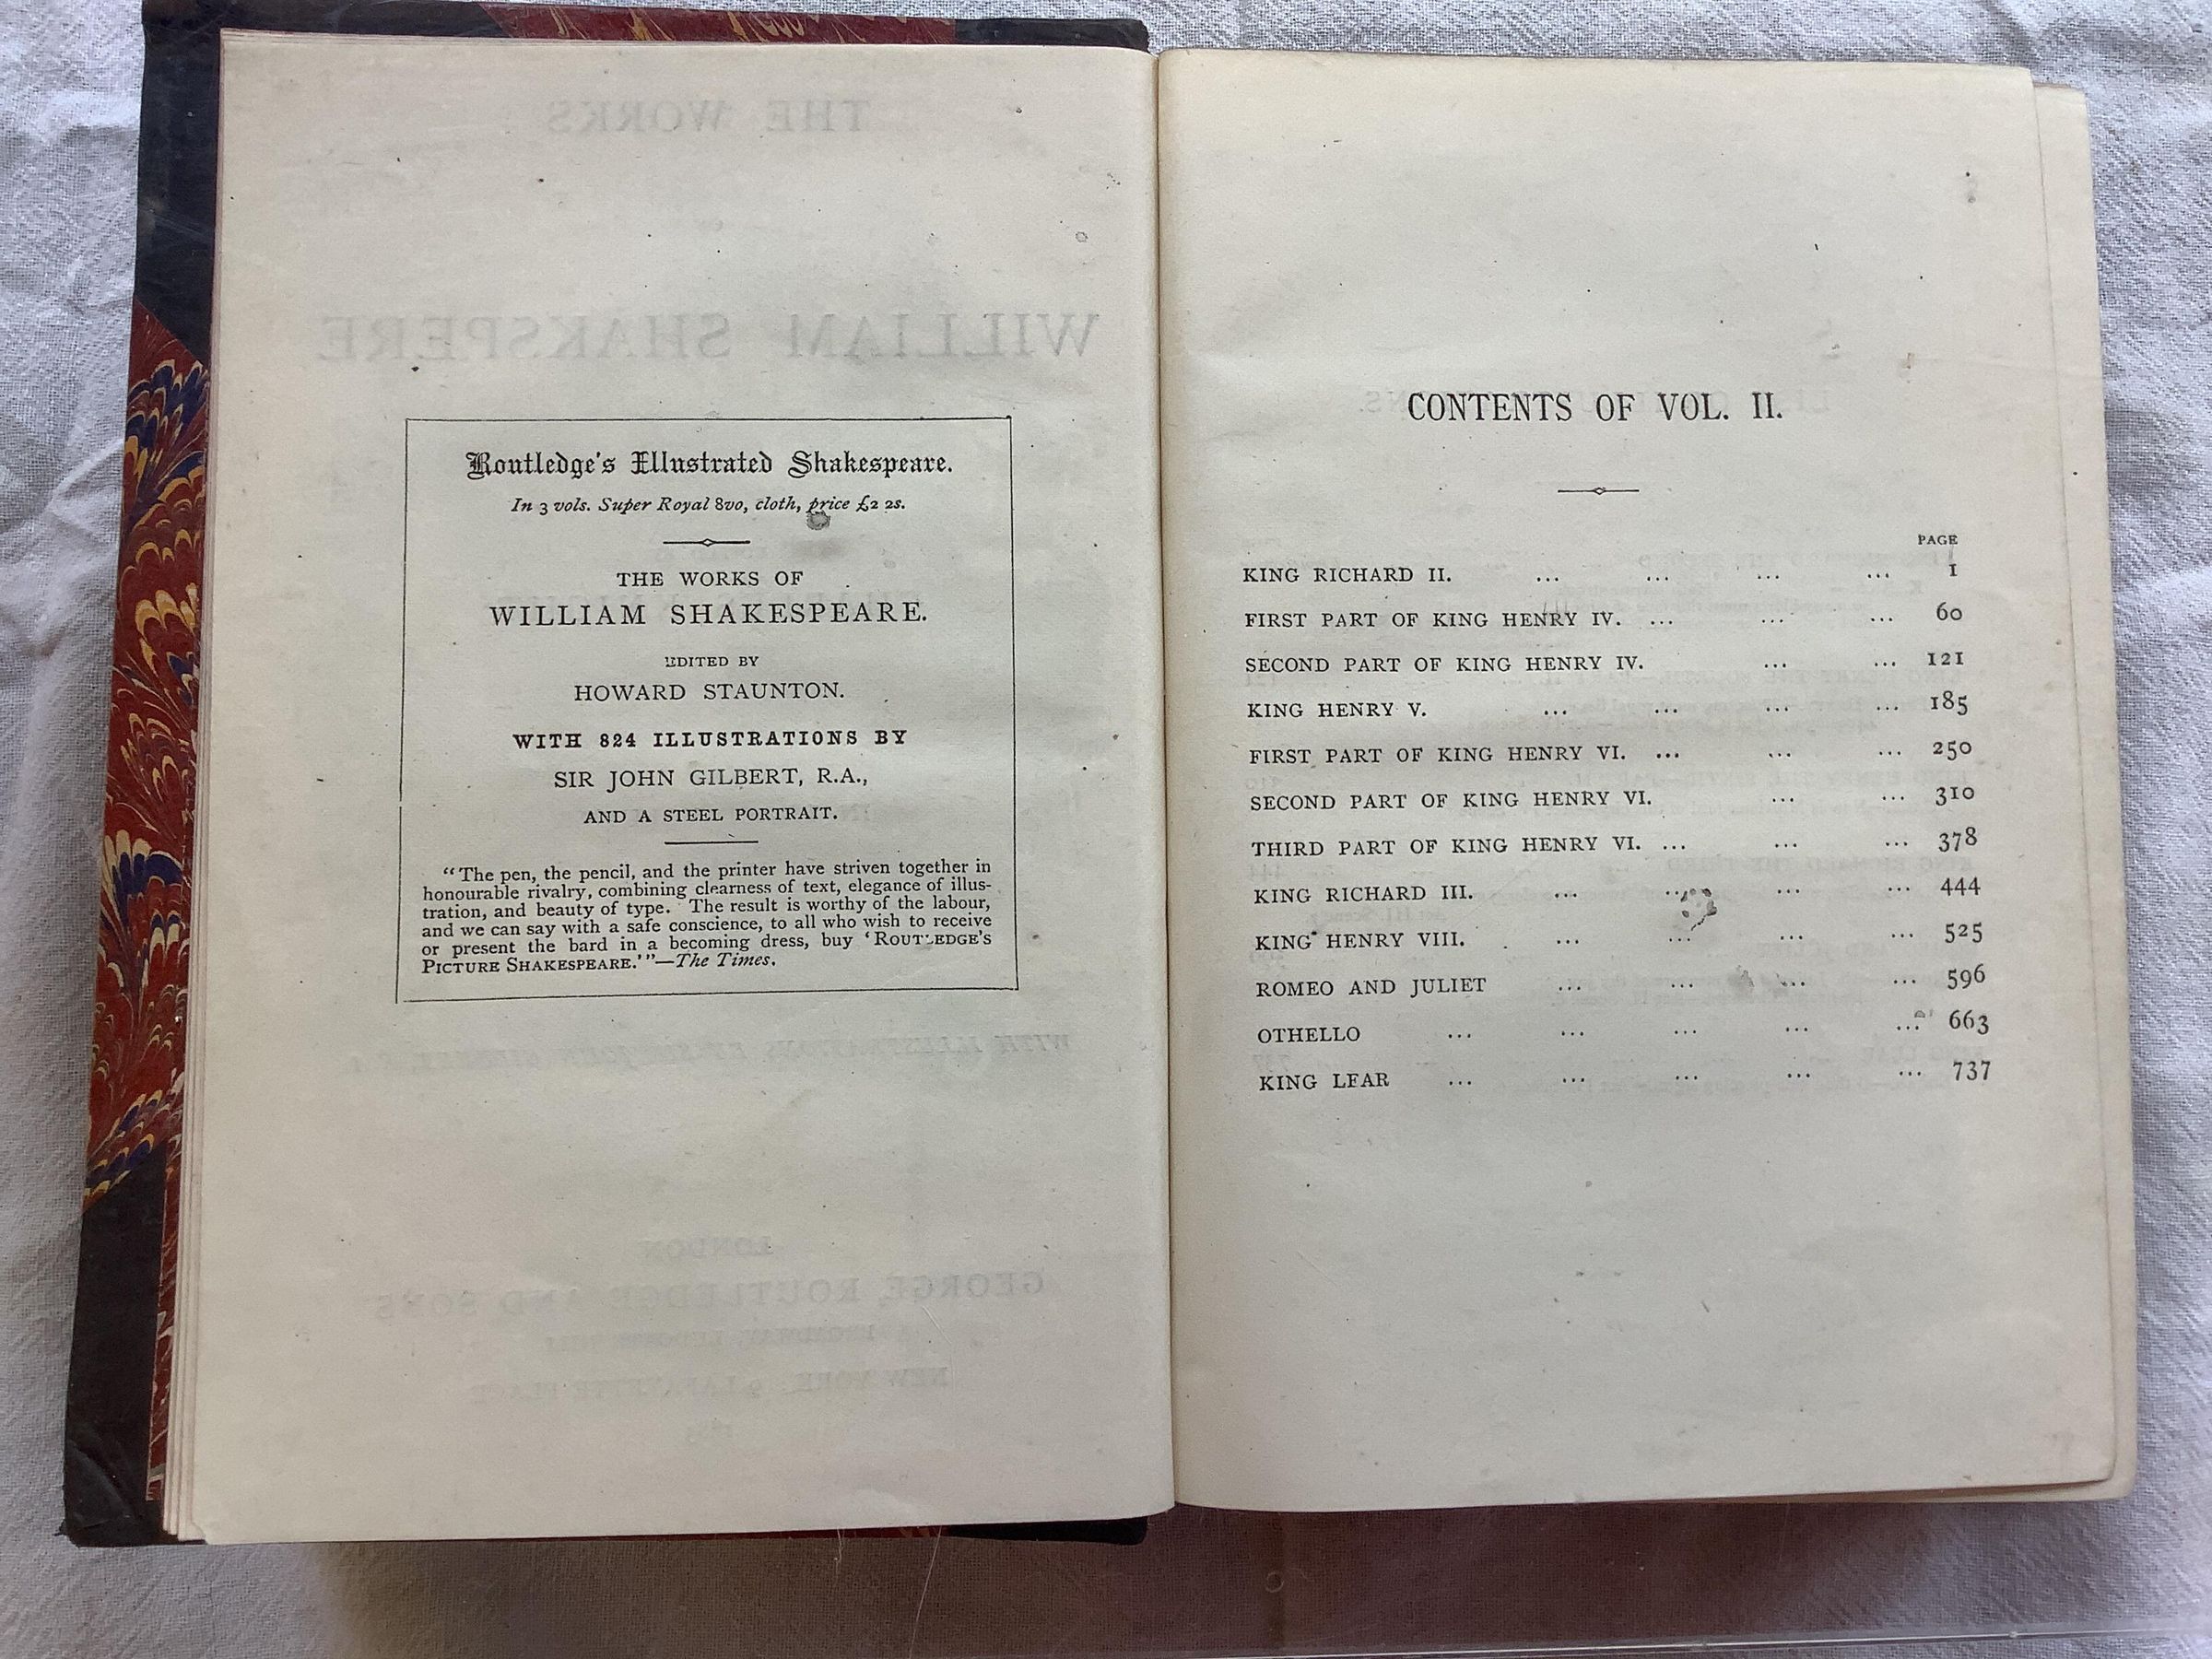 Routledge's Illustrated Shakespeare.
In 3 vols. Super Royal 8vo, cloth, price £2 2s.
THE WORKS OF
WILLIAM SHAKESPEARE.
EDITED BY
HOWARD STAUNTON.
WITH 824 ILLUSTRATIONS BY
SIR JOHN GILBERT, R.A.,
AND A STEEL PORTRAIT.
"The pen, the pencil, and the printer have striven together in
honourable rivalry, combining clearness of text, elegance of illus-
tration, and beauty of type. The result is worthy of the labour,
and we can say with a safe conscience, to all who wish to receive
or present the bard in a becoming dress, buy 'ROUTLEDGE'S
PICTURE SHAKESPEARE.'"—The Times.
CONTENTS OF VOL. II.
PAGE
KING RICHARD II. ... ... ... ... 1
FIRST PART OF KING HENRY IV. ... ... ... 60
SECOND PART OF KING HENRY IV. ... ... 121
KING HENRY V. ... ... ... ... 185
FIRST PART OF KING HENRY VI. ... ... ... 250
SECOND PART OF KING HENRY VI. ... ... 310
THIRD PART OF KING HENRY VI. ... ... ... 378
KING RICHARD III. ... ... ... ... 444
KING HENRY VIII. ... ... ... ... 525
ROMEO AND JULIET ... ... ... ... 596
OTHELLO ... ... ... ... ... 663
KING LEAR ... ... ... ... ... 737